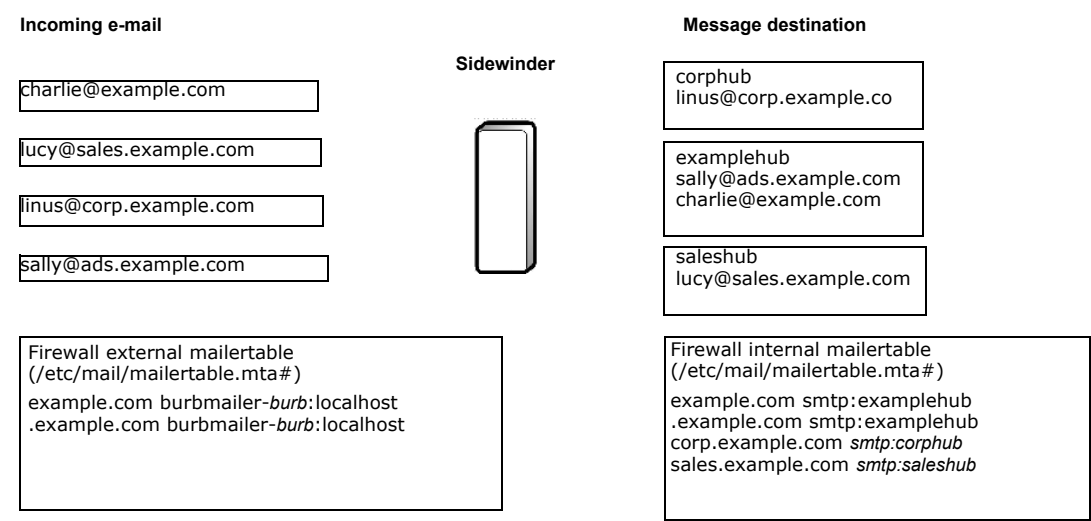 Incoming e-mail
Message destination
Sidewinder
charlie@example.com
lucy@sales.example.com
linus@corp.example.com
sally@ads.example.com
corphub
linus@corp.example.co
examplehub
sally@ads.example.com
charlie@example.com
saleshub
lucy@sales.example.com
Firewall external mailertable
(/etc/mail/mailertable.mta#)
example.com burbmailer-burb:localhost
.example.com burbmailer-burb:localhost
Firewall internal mailertable
(/etc/mail/mailertable.mta#)
example.com smtp:examplehub
.example.com smtp:examplehub
corp.example.com smtp:corphub
sales.example.com smtp:saleshub